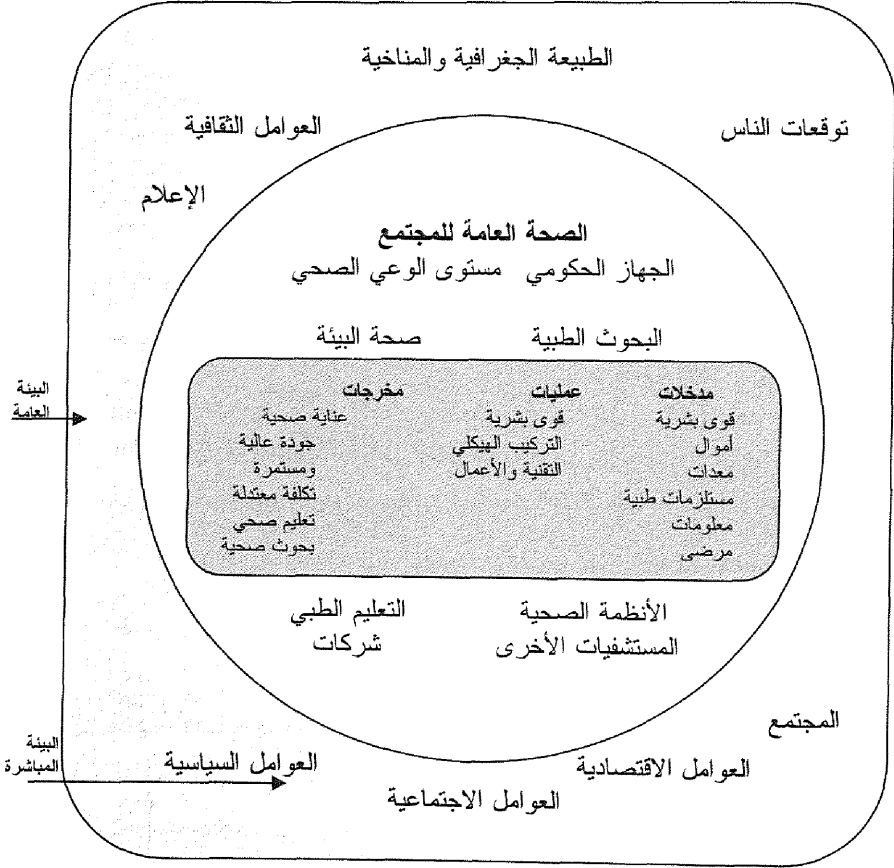 الطبيعة الجغرافية والمناخية
توقعات الناس
العوامل الثقافية
الإعلام
الصحة العامة للمجتمع
الجهاز الحكومي مستوى الوعي الصحي
البحوث الطبية
صحة البيئة
مدخلات
قوى بشرية
أموال
معدات
مستلزمات طبية
معلومات
مرضى
عمليات
قوى بشرية
التركيب الهيكلي
التقنية والأعمال
مخرجات
عناية صحية
جودة عالية
ومستمرة
تكلفة معتدلة
تعليم صحي
بحوث صحية
البيئة
العامة
الأنظمة الصحية
المستشفيات الأخرى
التعليم الطبي
شركات
المجتمع
العوامل الاقتصادية
العوامل الاجتماعية
العوامل السياسية
البيئة
المباشرة